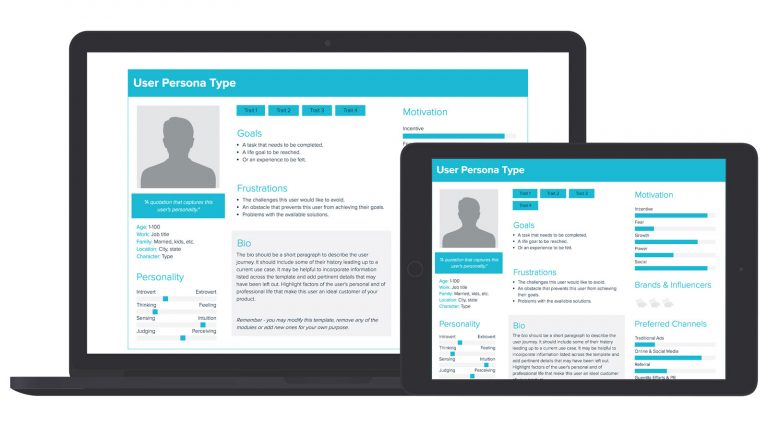 User Persona Type
Trait 1
Trait 2
Trait 3
Trait 4
Goals
• A task that needs to be completed.
• A life goal to be reached.
• Or an experience to be felt.
Motivation
Incentive
"A quotation that captures this
user's personality."
Frustrations
• The challenges this user would like to avoid.
• An obstacle that prevents this user from achieving their goals.
• Problems with the available solutions.
Age: 1-100
Work: Job title
Family: Married, kids, etc.
Location: City, state
Character: Type
Bio
The bio should be a short paragraph to describe the
user journey. It should include some of their history leading up to a
current use case. It may be helpful to incorporate information
listed across the template and add pertinent details that may
have been left out. Highlight factors of the user's personal and of
professional life that make this user an ideal customer of your
product.
Remember - you may modify this template, remove any of the
modules or add new ones for your own purpose.
Personality
Introvert Extrovert
Thinking Feeling
Sensing Intuition
Judging Perceiving
User Persona Type
Trait 1
Trait 2
Trait 3
Trait 4
Goals
• A task that needs to be completed.
• A life goal to be reached.
• Or an experience to be felt.
Motivation
Incentive
Fear
Growth
Power
Social
"A quotation that captures this
user's personality."
Frustrations
• The challenges this user would like to avoid.
• An obstacle that prevents this user from achieving
their goals.
• Problems with the available solutions.
Age: 1-100
Work: Job title
Family: Married, kids, etc.
Location: City, state
Character: Type
Brands & Influencers
Personality
Introvert Extrovert
Thinking Feeling
Sensing Intuition
Judging Perceiving
Bio
The bio should be a short paragraph to describe the
user journey. It should include some of their history
leading up to a current use case. It may be helpful to
incorporate information listed across the template and
add pertinent details that may have been left out.
Highlight factors of the user's personal and of
professional life that make this user an ideal customer
Preferred Channels
Traditional Ads
Online & Social Media
Referral
Guerrilla Efforts & PR